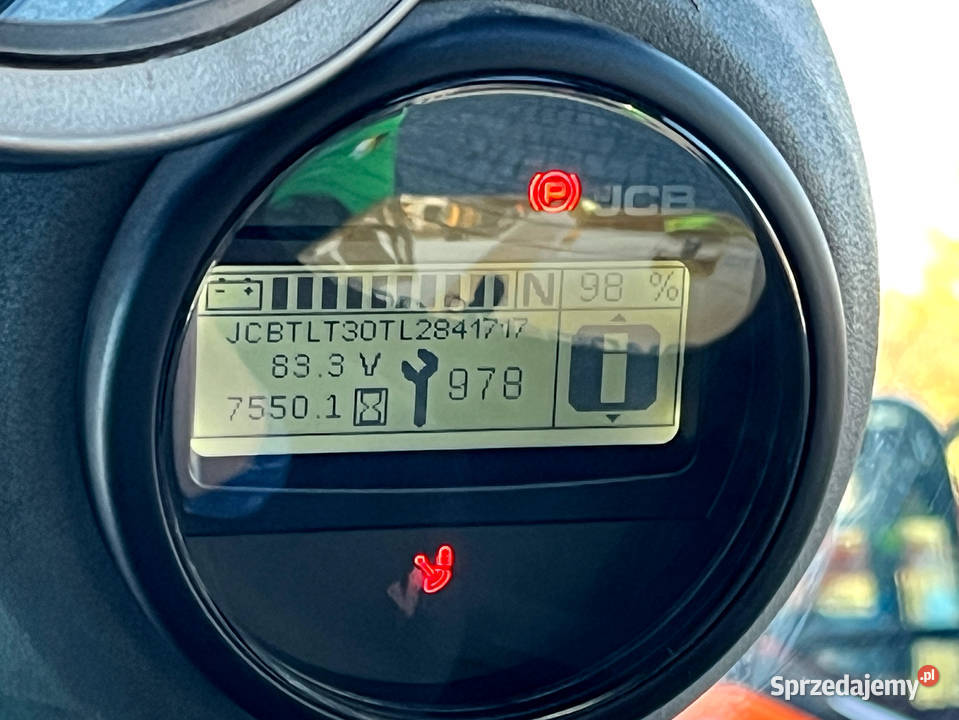 P JCB
N 98 %
JCBTLT30TL2841717
83.3 V
978
7550.1
Sprzedajemy.pl